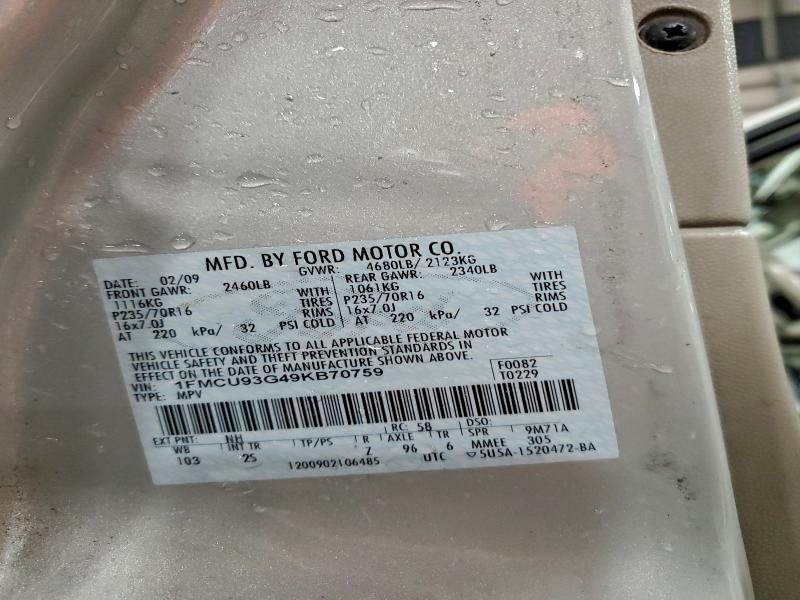 MFD. BY FORD MOTOR CO.
DATE: 02/09 GVWR: 4680LB/ 2123KG
FRONT GAWR: 2460LB REAR GAWR: 2340LB
1116KG WITH 1061KG WITH
P235/70R16 TIRES P235/70R16 TIRES
16x7.0J RIMS 16x7.0J RIMS
AT 220 kPa/ 32 PSI COLD AT 220 kPa/ 32 PSI COLD
THIS VEHICLE CONFORMS TO ALL APPLICABLE FEDERAL MOTOR
VEHICLE SAFETY AND THEFT PREVENTION STANDARDS IN
EFFECT ON THE DATE OF MANUFACTURE SHOWN ABOVE.
VIN: 1FMCU93G49KB70759 F0082
TYPE: MPV T0229
EXT PNT: NH RC: 58 DSO:
WB INT TR TP/PS R AXLE TR SPR 9M71A
103 25 Z 96 6 MMEE 305
1200902106485 UTC 5U5A-1520472-BA